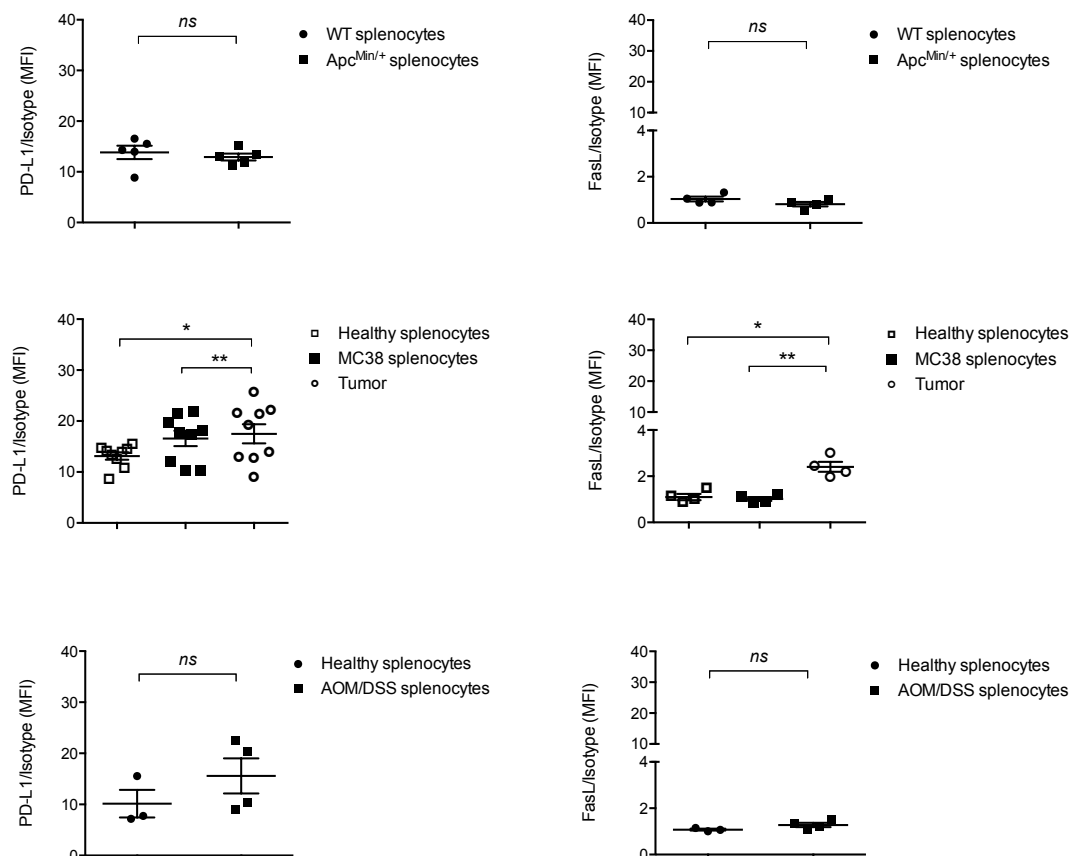 PD-L1/Isotype (MFI)
40
30
20
10
0
ns
WT splenocytes
Apc^Min/+ splenocytes
FasL/Isotype (MFI)
40
30
20
10
4
2
0
ns
WT splenocytes
Apc^Min/+ splenocytes
PD-L1/Isotype (MFI)
40
30
20
10
0
*
**
Healthy splenocytes
MC38 splenocytes
Tumor
FasL/Isotype (MFI)
40
30
20
10
4
2
0
*
**
Healthy splenocytes
MC38 splenocytes
Tumor
PD-L1/Isotype (MFI)
40
30
20
10
0
ns
Healthy splenocytes
AOM/DSS splenocytes
FasL/Isotype (MFI)
40
30
20
10
4
2
0
ns
Healthy splenocytes
AOM/DSS splenocytes